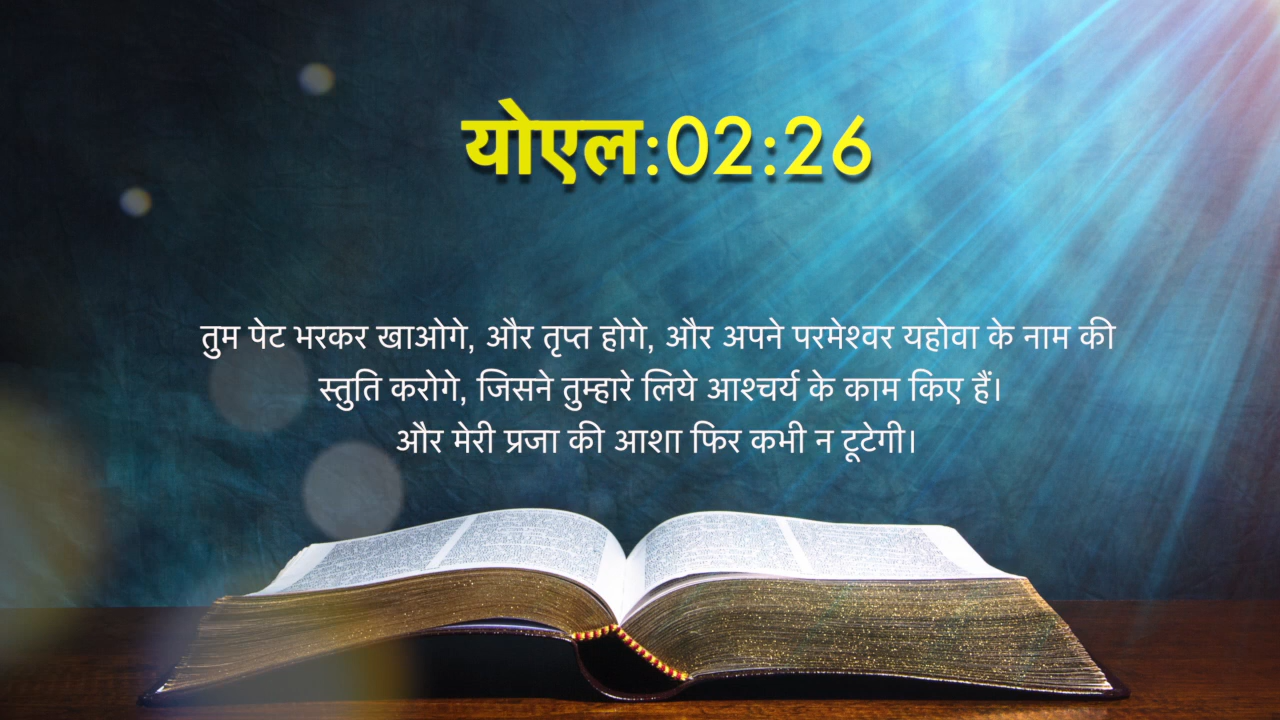 योएल:02:26
तुम पेट भरकर खाओगे, और तृप्त होगे, और अपने परमेश्वर यहोवा के नाम की
स्तुति करोगे, जिसने तुम्हारे लिये आश्चर्य के काम किए हैं।
और मेरी प्रजा की आशा फिर कभी न टूटेगी।